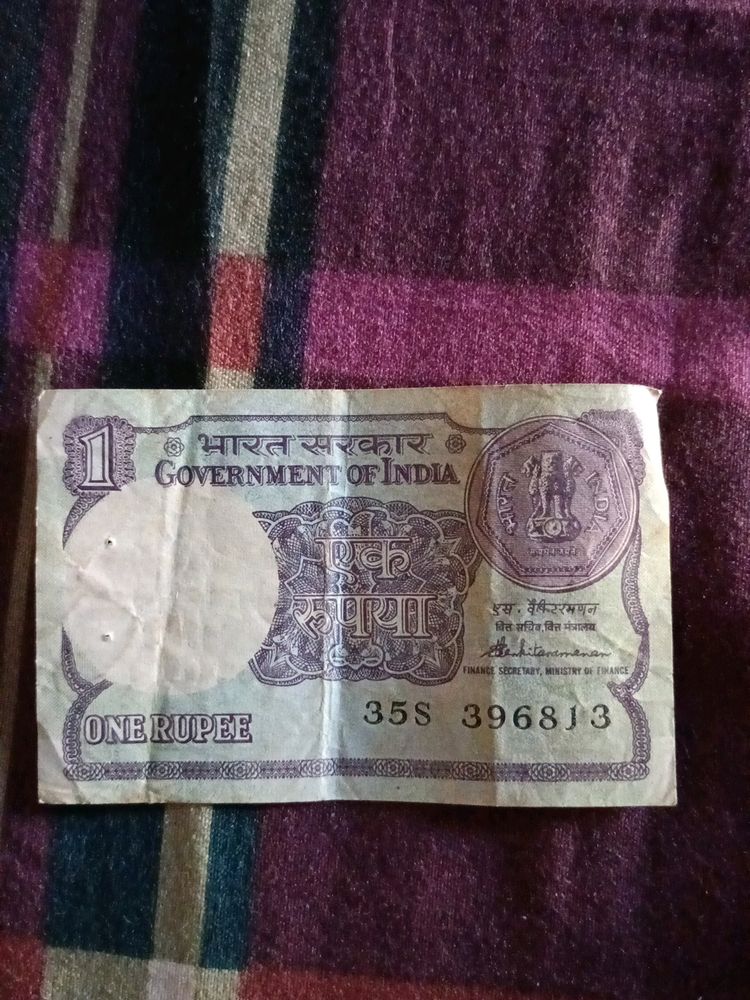 1
भारत सरकार
GOVERNMENT OF INDIA
भारत INDIA
एक
रुपया
एस. वेंकिटरमणन
वित्त सचिव, वित्त मंत्रालय
FINANCE SECRETARY, MINISTRY OF FINANCE
ONE RUPEE
35S 396813